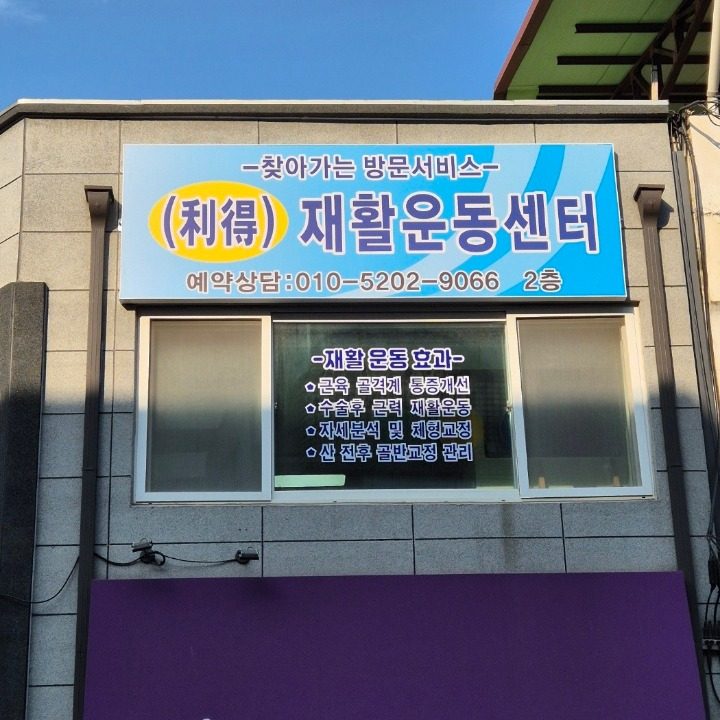 -찾아가는 방문서비스-
(利得) 재활운동센터
예약상담:010-5202-9066 2층
-재활 운동 효과-
근육 골격계 통증개선
수술후 근력 재활운동
자세분석 및 체형교정
산 전후 골반교정 관리